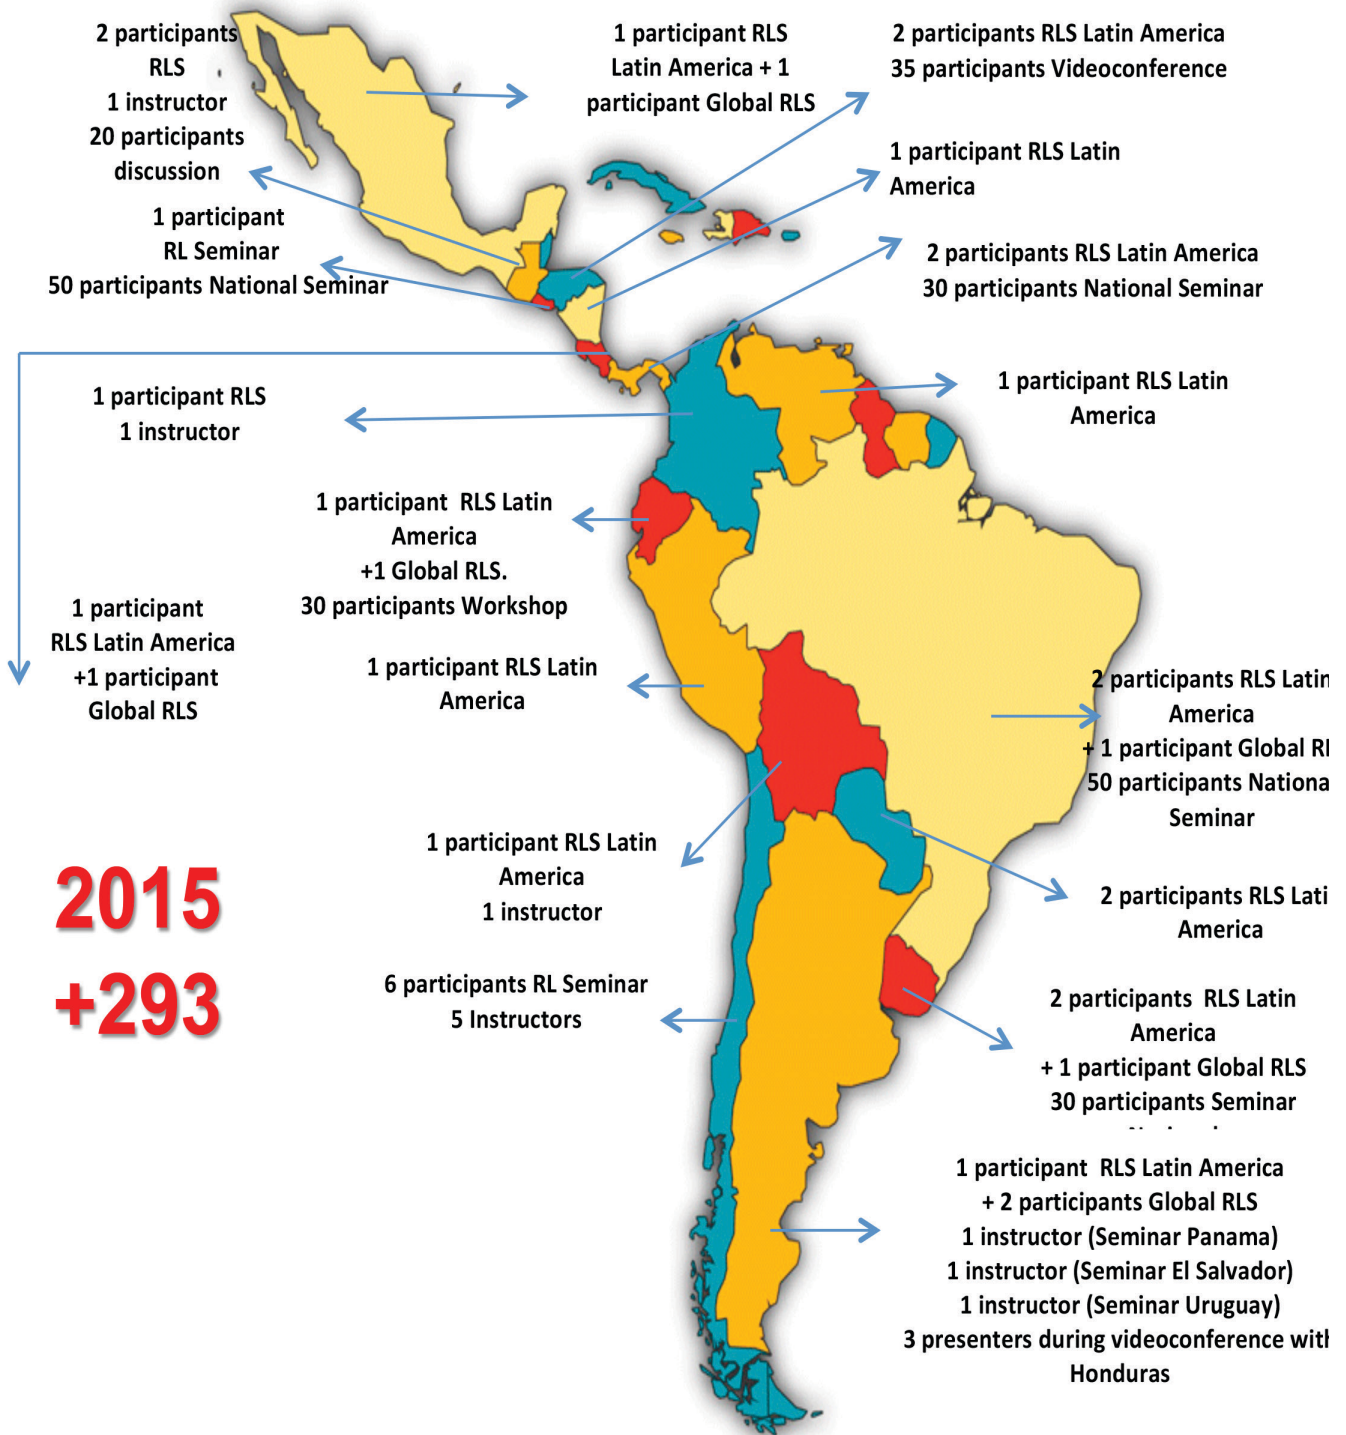 2 participants
RLS
1 instructor
20 participants
discussion
1 participant RLS
Latin America + 1
participant Global RLS
2 participants RLS Latin America
35 participants Videoconference
1 participant RLS Latin
America
1 participant
RL Seminar
50 participants National Seminar
2 participants RLS Latin America
30 participants National Seminar
1 participant RLS
1 instructor
1 participant RLS Latin
America
1 participant RLS Latin
America
+1 Global RLS.
30 participants Workshop
1 participant
RLS Latin America
+1 participant
Global RLS
1 participant RLS Latin
America
2 participants RLS Latin
America
+ 1 participant Global
50 participants Nationa
Seminar
1 participant RLS Latin
America
1 instructor
2015
+293
2 participants RLS Lati
America
6 participants RL Seminar
5 Instructors
2 participants RLS Latin
America
+ 1 participant Global RLS
30 participants Seminar
1 participant RLS Latin America
+ 2 participants Global RLS
1 instructor (Seminar Panama)
1 instructor (Seminar El Salvador)
1 instructor (Seminar Uruguay)
3 presenters during videoconference with
Honduras